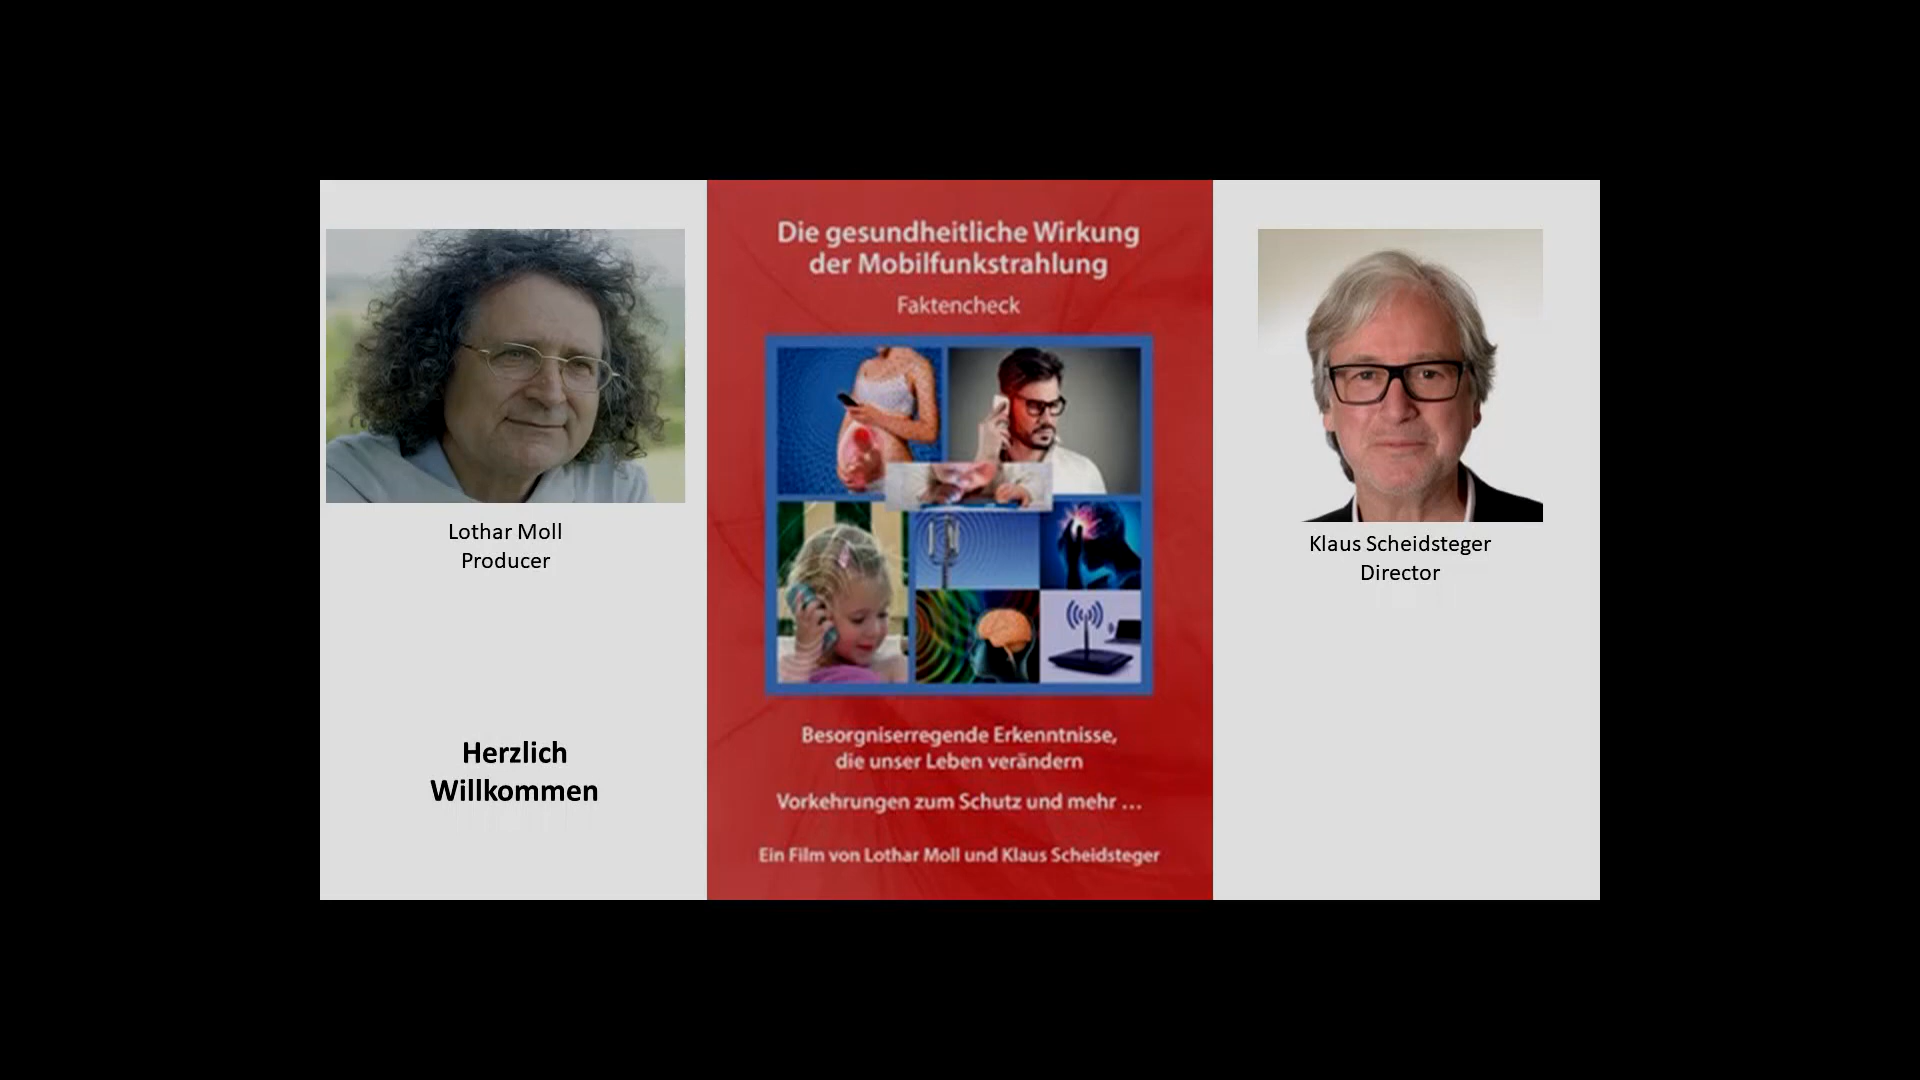 Lothar Moll
Producer
Herzlich
Willkommen
Die gesundheitliche Wirkung
der Mobilfunkstrahlung
Faktencheck
Besorgniserregende Erkenntnisse,
die unser Leben verändern
Vorkehrungen zum Schutz und mehr ...
Ein Film von Lothar Moll und Klaus Scheidsteger
Klaus Scheidsteger
Director